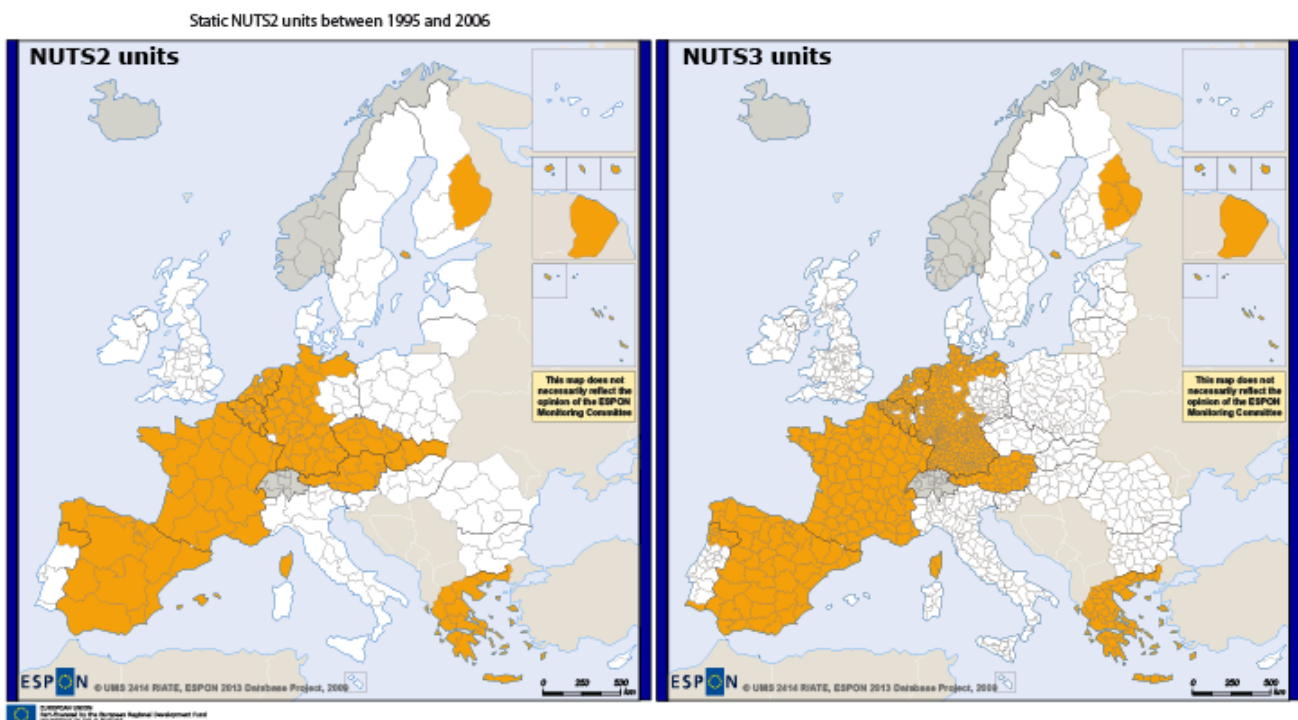 Static NUTS2 units between 1995 and 2006
NUTS2 units
NUTS3 units
This map does not
necessarily reflect the
opinion of the ESPON
Monitoring Committee
This map does not
necessarily reflect the
opinion of the ESPON
Monitoring Committee
ESPON
© UMS 2414 RIATE, ESPON 2013 Database Project, 2009
0 250 500
km
ESPON
© UMS 2414 RIATE, ESPON 2013 Database Project, 2009
0 250 500
km
EUROPEAN UNION
Part-financed by the European Regional Development Fund